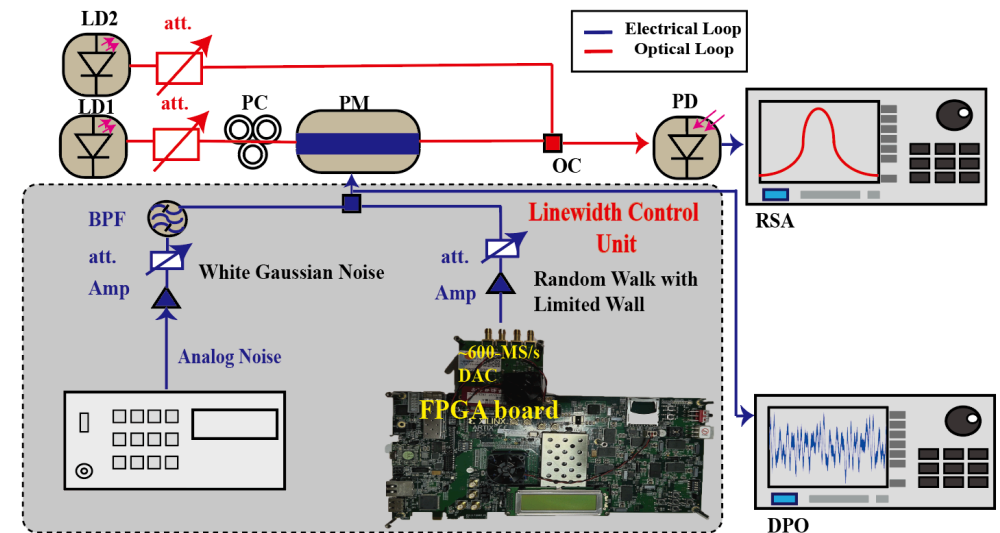 LD2
att.
Electrical Loop
Optical Loop
LD1
att.
PC
PM
PD
OC
RSA
BPF
Linewidth Control
Unit
att.
White Gaussian Noise
att.
Random Walk with
Limited Wall
Amp
Amp
Analog Noise
~600-MS/s
DAC
FPGA board
DPO